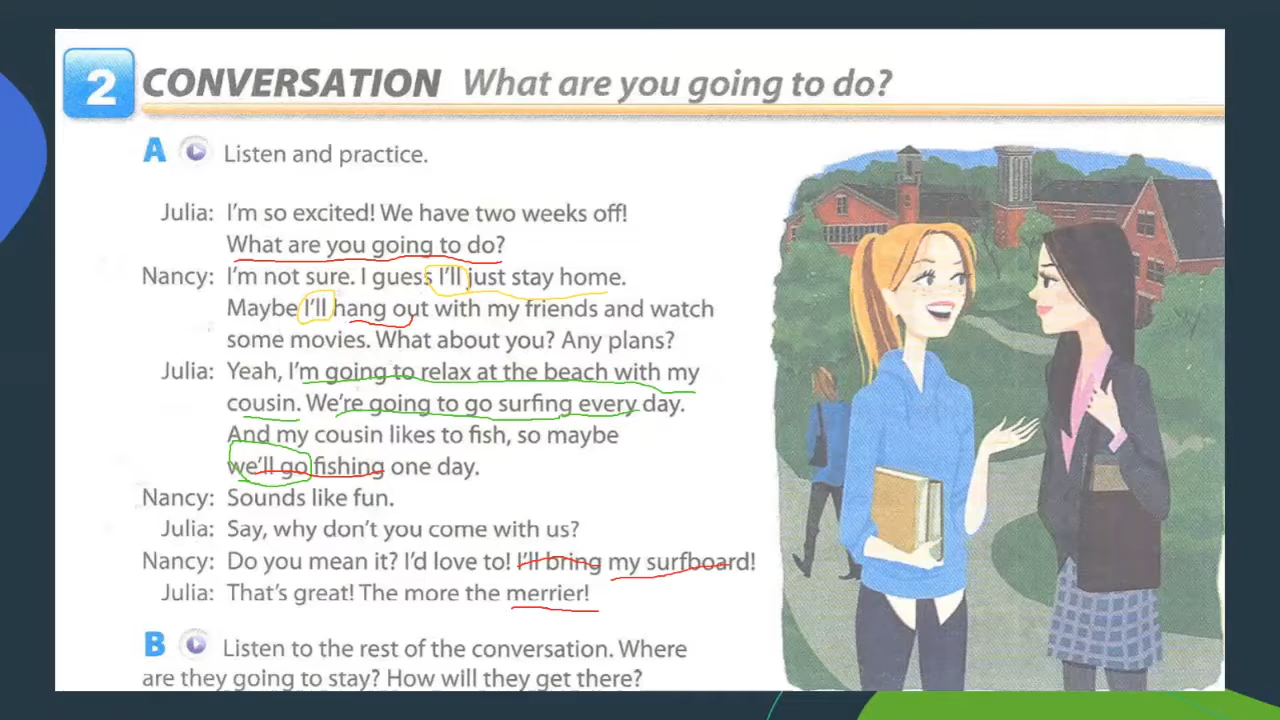 2 CONVERSATION What are you going to do?
A Listen and practice.
Julia: I'm so excited! We have two weeks off!
What are you going to do?
Nancy: I'm not sure. I guess I'll just stay home.
Maybe I'll hang out with my friends and watch
some movies. What about you? Any plans?
Julia: Yeah, I'm going to relax at the beach with my
cousin. We're going to go surfing every day.
And my cousin likes to fish, so maybe
we'll go fishing one day.
Nancy: Sounds like fun.
Julia: Say, why don't you come with us?
Nancy: Do you mean it? I'd love to! I'll bring my surfboard!
Julia: That's great! The more the merrier!
B Listen to the rest of the conversation. Where
are they going to stay? How will they get there?